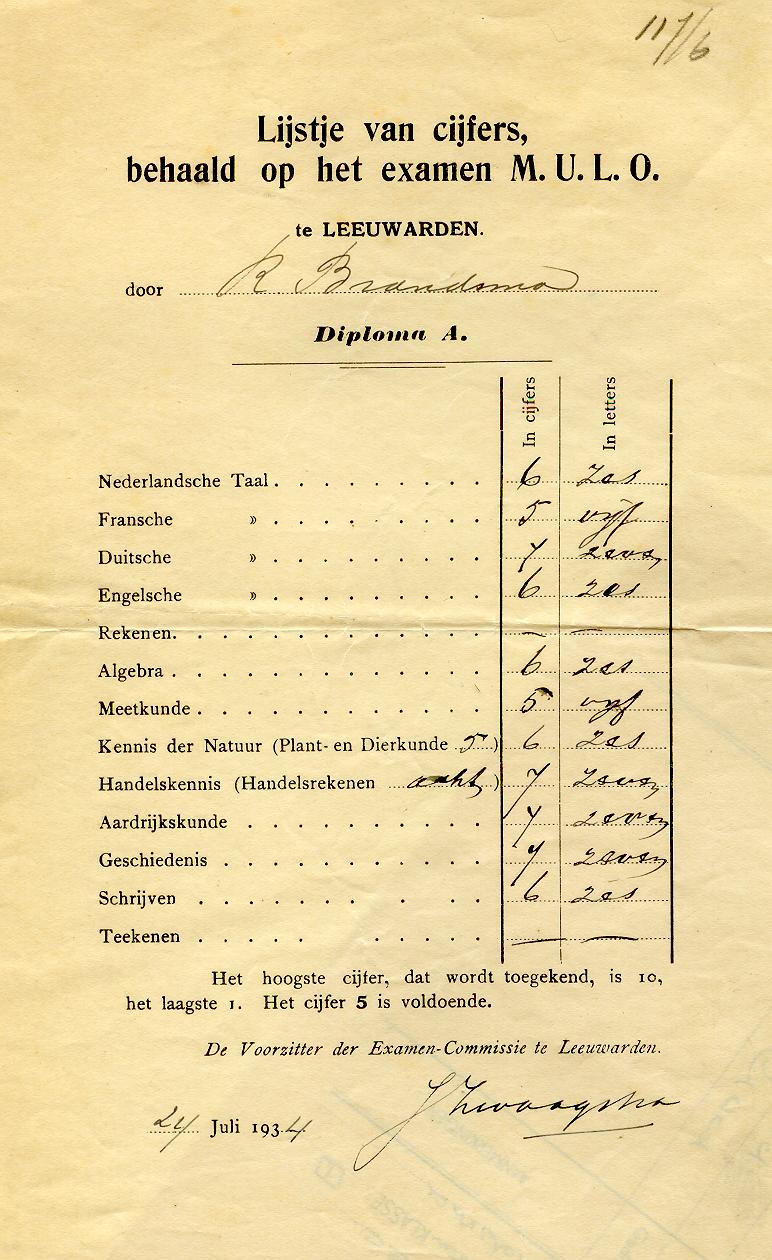 11 7/6
Lijstje van cijfers,
behaald op het examen M. U. L. O.
te LEEUWARDEN.
door R Brandsma
Diploma A.
In cijfers In letters
Nederlandsche Taal . . . . . . . . . 6 zes
Fransche » . . . . . . . . . 5 vijf
Duitsche » . . . . . . . . . 7 zeven
Engelsche » . . . . . . . . . 6 zes
Rekenen. . . . . . . . . . . . — —
Algebra . . . . . . . . . . . . 6 zes
Meetkunde . . . . . . . . . . . 5 vijf
Kennis der Natuur (Plant- en Dierkunde 5 ) 6 zes
Handelskennis (Handelsrekenen acht ) 7 zeven
Aardrijkskunde . . . . . . . . . . 7 zeven
Geschiedenis . . . . . . . . . . 7 zeven
Schrijven . . . . . . . . . . 6 zes
Teekenen . . . . . . . . . — —
Het hoogste cijfer, dat wordt toegekend, is 10,
het laagste 1. Het cijfer 5 is voldoende.
De Voorzitter der Examen-Commissie te Leeuwarden.
24 Juli 1934